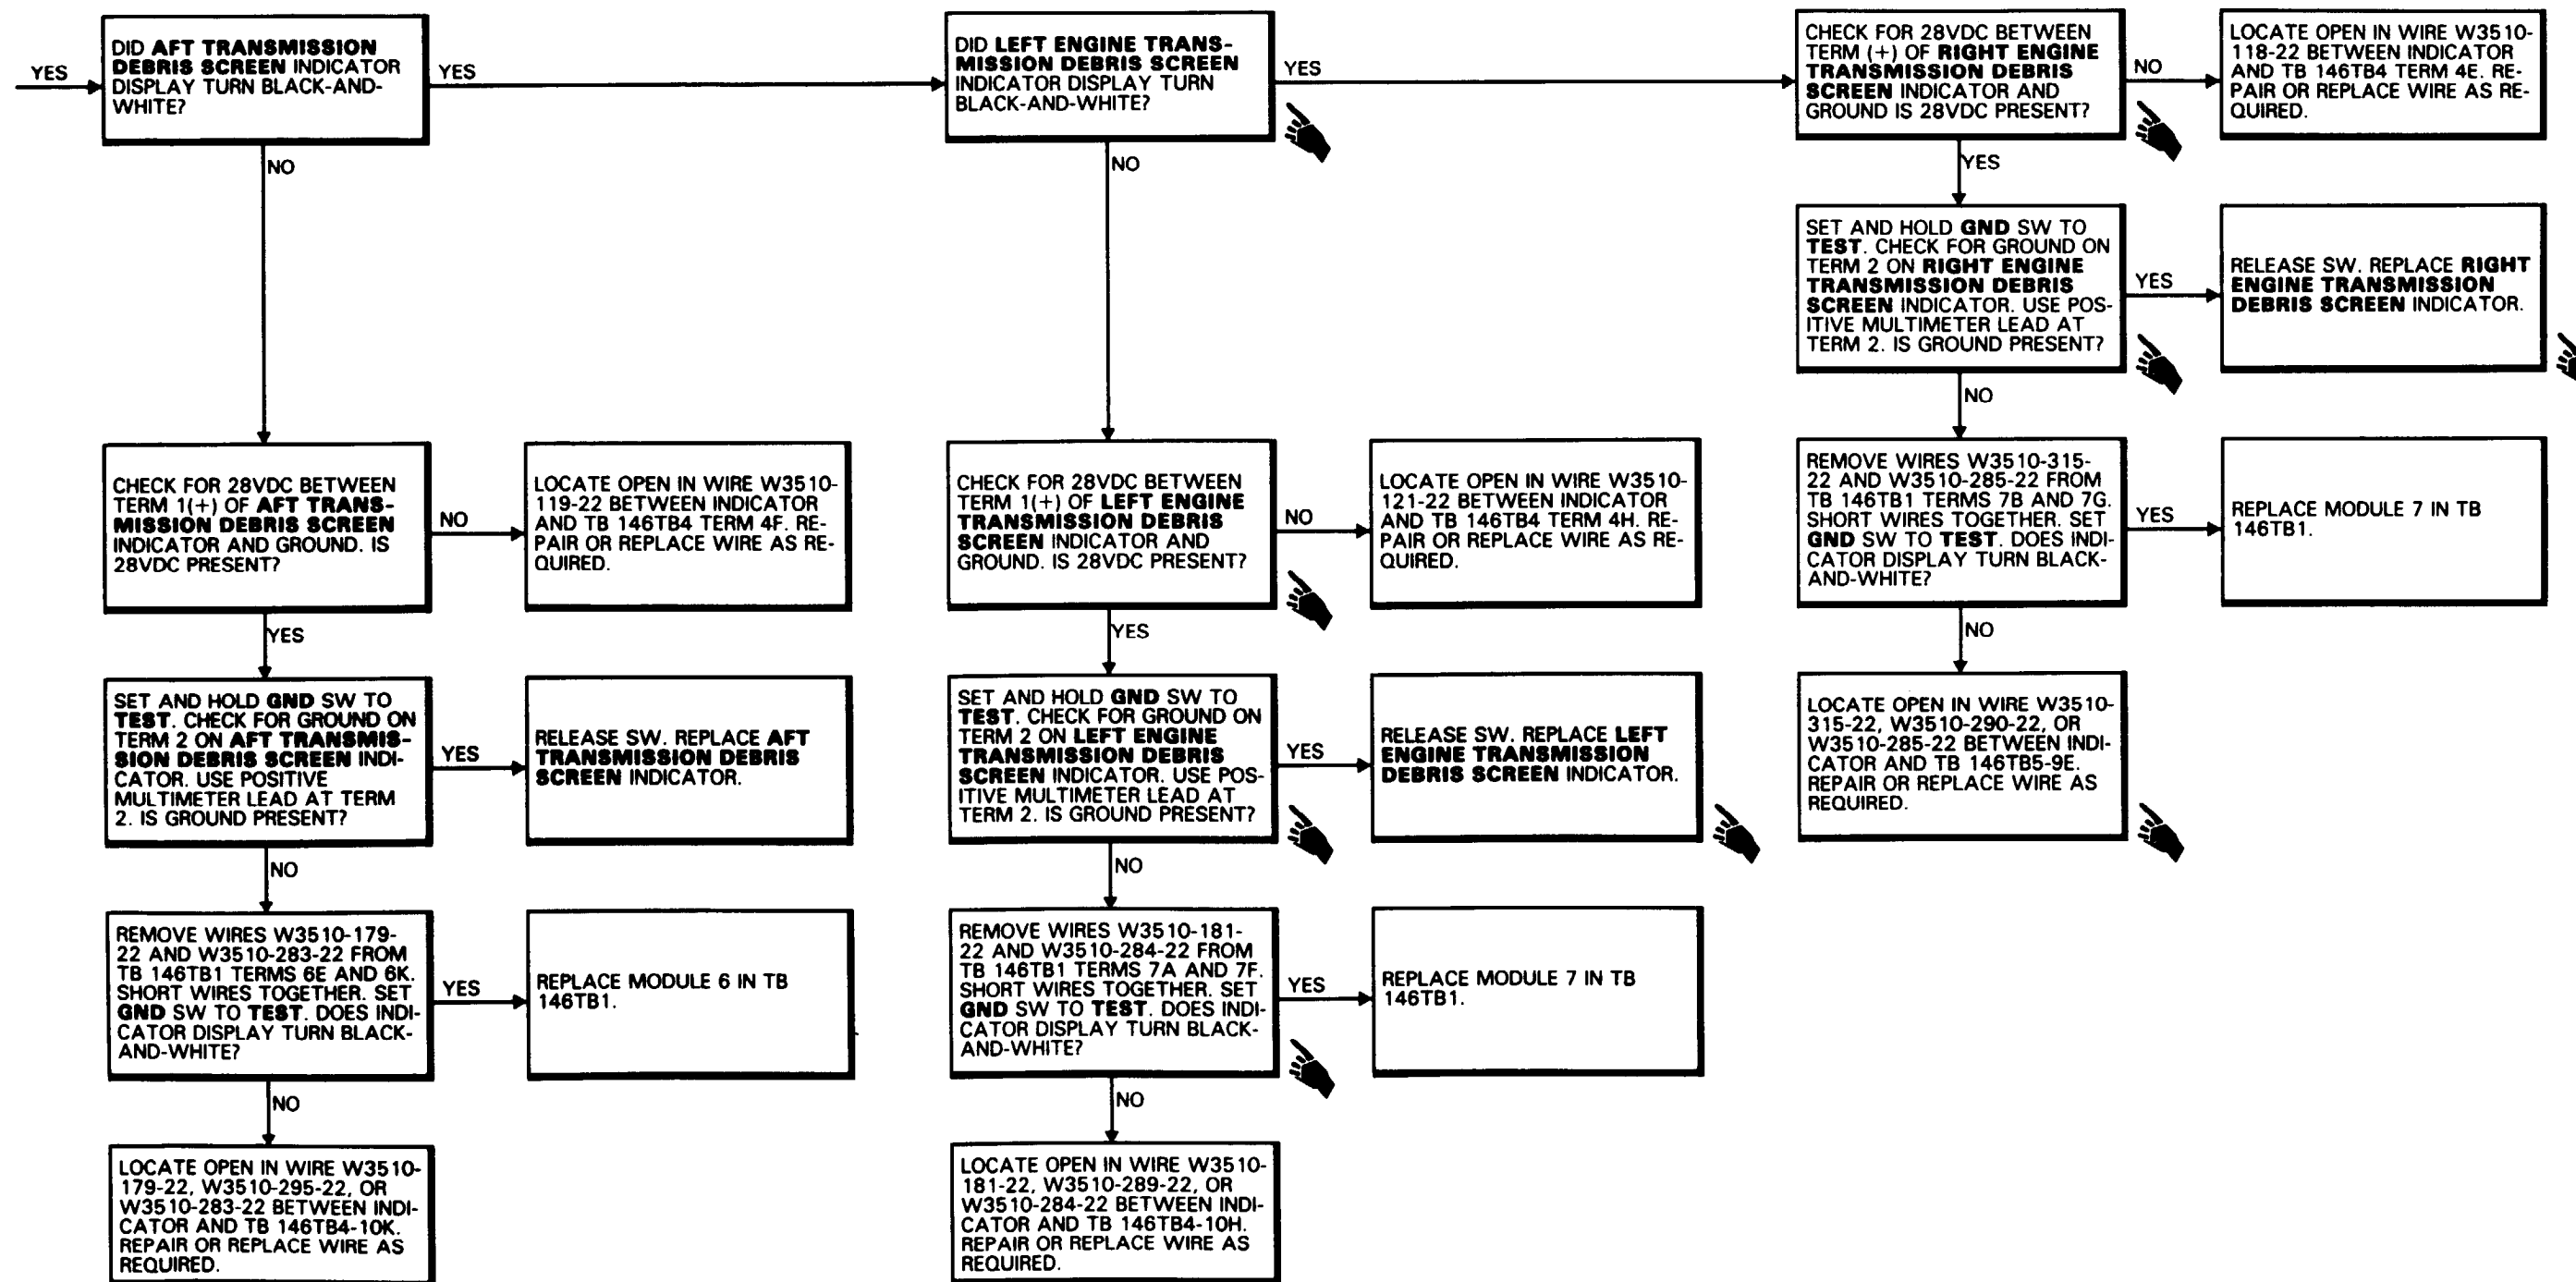 YES
DID AFT TRANSMISSION
DEBRIS SCREEN INDICATOR
DISPLAY TURN BLACK-AND-
WHITE?
YES
NO
CHECK FOR 28VDC BETWEEN
TERM 1(+) OF AFT TRANS-
MISSION DEBRIS SCREEN
INDICATOR AND GROUND. IS
28VDC PRESENT?
NO
LOCATE OPEN IN WIRE W3510-
119-22 BETWEEN INDICATOR
AND TB 146TB4 TERM 4F. RE-
PAIR OR REPLACE WIRE AS RE-
QUIRED.
YES
SET AND HOLD GND SW TO
TEST. CHECK FOR GROUND ON
TERM 2 ON AFT TRANSMIS-
SION DEBRIS SCREEN INDI-
CATOR. USE POSITIVE
MULTIMETER LEAD AT TERM
2. IS GROUND PRESENT?
YES
RELEASE SW. REPLACE AFT
TRANSMISSION DEBRIS
SCREEN INDICATOR.
NO
REMOVE WIRES W3510-179-
22 AND W3510-283-22 FROM
TB 146TB1 TERMS 6E AND 6K.
SHORT WIRES TOGETHER. SET
GND SW TO TEST. DOES INDI-
CATOR DISPLAY TURN BLACK-
AND-WHITE?
YES
REPLACE MODULE 6 IN TB
146TB1.
NO
LOCATE OPEN IN WIRE W3510-
179-22, W3510-295-22, OR
W3510-283-22 BETWEEN INDI-
CATOR AND TB 146TB4-10K.
REPAIR OR REPLACE WIRE AS
REQUIRED.
DID LEFT ENGINE TRANS-
MISSION DEBRIS SCREEN
INDICATOR DISPLAY TURN
BLACK-AND-WHITE?
YES
NO
CHECK FOR 28VDC BETWEEN
TERM 1(+) OF LEFT ENGINE
TRANSMISSION DEBRIS
SCREEN INDICATOR AND
GROUND. IS 28VDC PRESENT?
NO
LOCATE OPEN IN WIRE W3510-
121-22 BETWEEN INDICATOR
AND TB 146TB4 TERM 4H. RE-
PAIR OR REPLACE WIRE AS RE-
QUIRED.
YES
SET AND HOLD GND SW TO
TEST. CHECK FOR GROUND ON
TERM 2 ON LEFT ENGINE
TRANSMISSION DEBRIS
SCREEN INDICATOR. USE POS-
ITIVE MULTIMETER LEAD AT
TERM 2. IS GROUND PRESENT?
YES
RELEASE SW. REPLACE LEFT
ENGINE TRANSMISSION
DEBRIS SCREEN INDICATOR.
NO
REMOVE WIRES W3510-181-
22 AND W3510-284-22 FROM
TB 146TB1 TERMS 7A AND 7F.
SHORT WIRES TOGETHER. SET
GND SW TO TEST. DOES INDI-
CATOR DISPLAY TURN BLACK-
AND-WHITE?
YES
REPLACE MODULE 7 IN TB
146TB1.
NO
LOCATE OPEN IN WIRE W3510-
181-22, W3510-289-22, OR
W3510-284-22 BETWEEN INDI-
CATOR AND TB 146TB4-10H.
REPAIR OR REPLACE WIRE AS
REQUIRED.
CHECK FOR 28VDC BETWEEN
TERM (+) OF RIGHT ENGINE
TRANSMISSION DEBRIS
SCREEN INDICATOR AND
GROUND IS 28VDC PRESENT?
NO
LOCATE OPEN IN WIRE W3510-
118-22 BETWEEN INDICATOR
AND TB 146TB4 TERM 4E. RE-
PAIR OR REPLACE WIRE AS RE-
QUIRED.
YES
SET AND HOLD GND SW TO
TEST. CHECK FOR GROUND ON
TERM 2 ON RIGHT ENGINE
TRANSMISSION DEBRIS
SCREEN INDICATOR. USE POS-
ITIVE MULTIMETER LEAD AT
TERM 2. IS GROUND PRESENT?
YES
RELEASE SW. REPLACE RIGHT
ENGINE TRANSMISSION
DEBRIS SCREEN INDICATOR.
NO
REMOVE WIRES W3510-315-
22 AND W3510-285-22 FROM
TB 146TB1 TERMS 7B AND 7G.
SHORT WIRES TOGETHER. SET
GND SW TO TEST. DOES INDI-
CATOR DISPLAY TURN BLACK-
AND-WHITE?
YES
REPLACE MODULE 7 IN TB
146TB1.
NO
LOCATE OPEN IN WIRE W3510-
315-22, W3510-290-22, OR
W3510-285-22 BETWEEN INDI-
CATOR AND TB 146TB5-9E.
REPAIR OR REPLACE WIRE AS
REQUIRED.